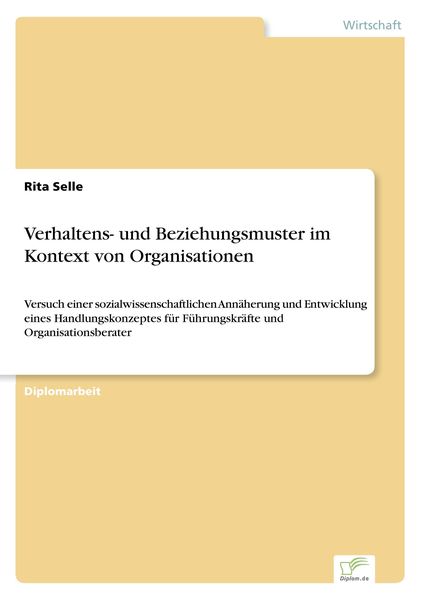 Wirtschaft
Rita Selle
Verhaltens- und Beziehungsmuster im
Kontext von Organisationen
Versuch einer sozialwissenschaftlichen Annäherung und Entwicklung
eines Handlungskonzeptes für Führungskräfte und
Organisationsberater
Diplomarbeit
Diplom.de